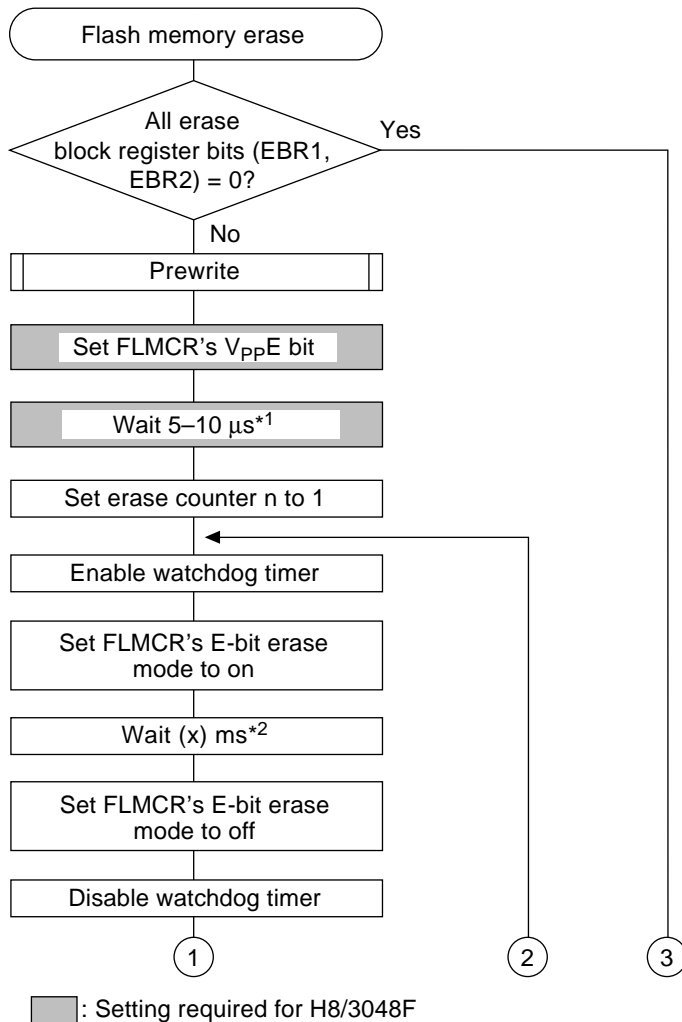 Flash memory erase
All erase
block register bits (EBR1,
EBR2) = 0?
Yes
No
Prewrite
Set FLMCR's VPPE bit
Wait 5–10 μs*1
Set erase counter n to 1
Enable watchdog timer
Set FLMCR's E-bit erase
mode to on
Wait (x) ms*2
Set FLMCR's E-bit erase
mode to off
Disable watchdog timer
1
2
3
: Setting required for H8/3048F